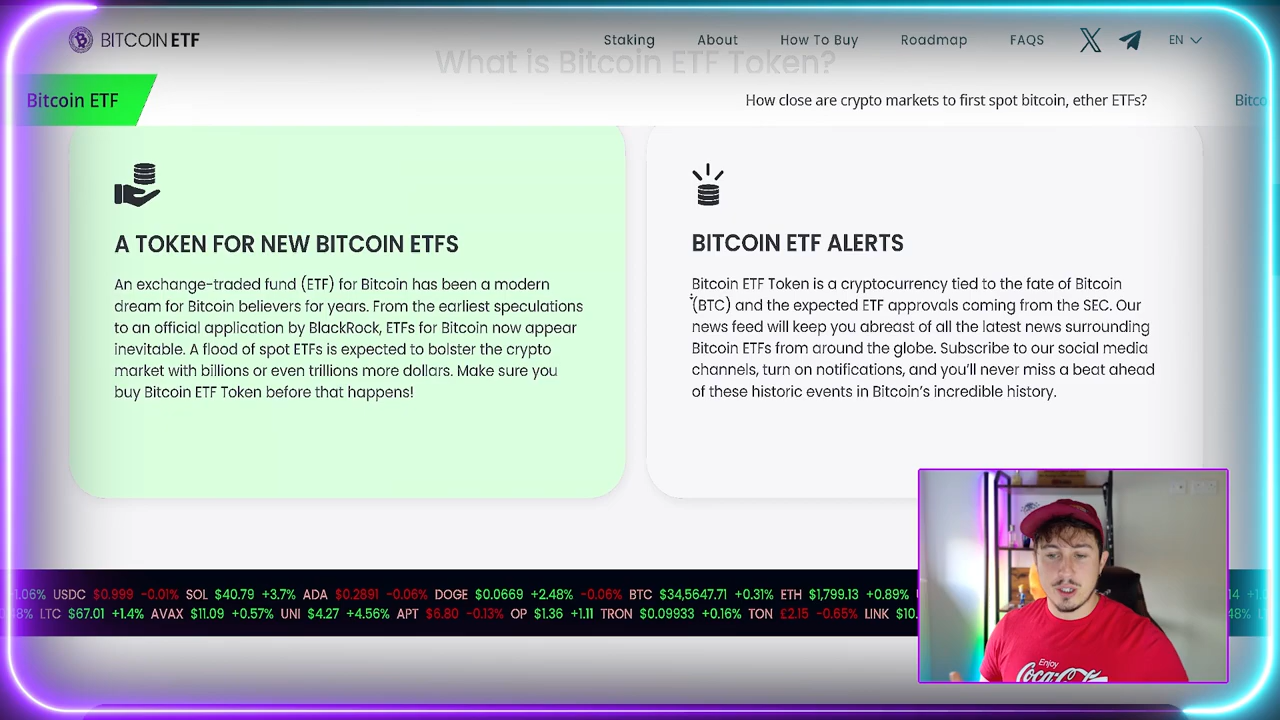 BITCOIN ETF
Staking About How To Buy Roadmap FAQS EN
What is Bitcoin ETF Token?
Bitcoin ETF
How close are crypto markets to first spot bitcoin, ether ETFs?
A TOKEN FOR NEW BITCOIN ETFS
An exchange-traded fund (ETF) for Bitcoin has been a modern
dream for Bitcoin believers for years. From the earliest speculations
to an official application by BlackRock, ETFs for Bitcoin now appear
inevitable. A flood of spot ETFs is expected to bolster the crypto
market with billions or even trillions more dollars. Make sure you
buy Bitcoin ETF Token before that happens!
BITCOIN ETF ALERTS
Bitcoin ETF Token is a cryptocurrency tied to the fate of Bitcoin
(BTC) and the expected ETF approvals coming from the SEC. Our
news feed will keep you abreast of all the latest news surrounding
Bitcoin ETFs from around the globe. Subscribe to our social media
channels, turn on notifications, and you'll never miss a beat ahead
of these historic events in Bitcoin's incredible history.
1.06% USDC $0.999 -0.01% SOL $40.79 +3.7% ADA $0.2891 -0.06% DOGE $0.0669 +2.48% -0.06% BTC $34,5647.71 +0.31% ETH $1,799.13 +0.89%
LTC $67.01 +1.4% AVAX $11.09 +0.57% UNI $4.27 +4.56% APT $6.80 -0.13% OP $1.36 +1.11 TRON $0.09933 +0.16% TON £2.15 -0.65% LINK $10.
Enjoy
Coca-Cola